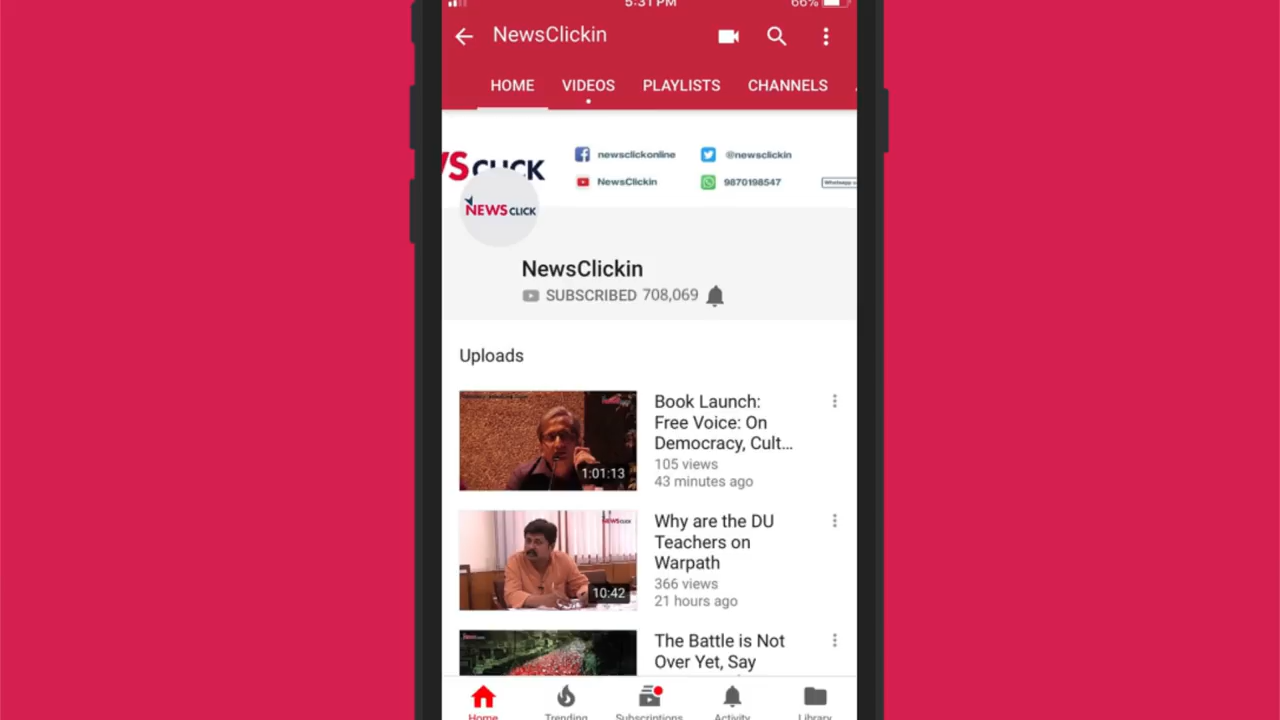 5:31 PM
66%
NewsClickin
HOME VIDEOS PLAYLISTS CHANNELS
WS CLICK
newsclickonline @newsclickin
NewsClickin 9870198547
NEWS CLICK
NewsClickin
SUBSCRIBED 708,069
Uploads
Book Launch:
Free Voice: On
Democracy, Cult...
105 views
43 minutes ago
1:01:13
NEWSCLICK
Why are the DU
Teachers on
Warpath
366 views
21 hours ago
10:42
The Battle is Not
Over Yet, Say
Home Trending Subscriptions Activity Library